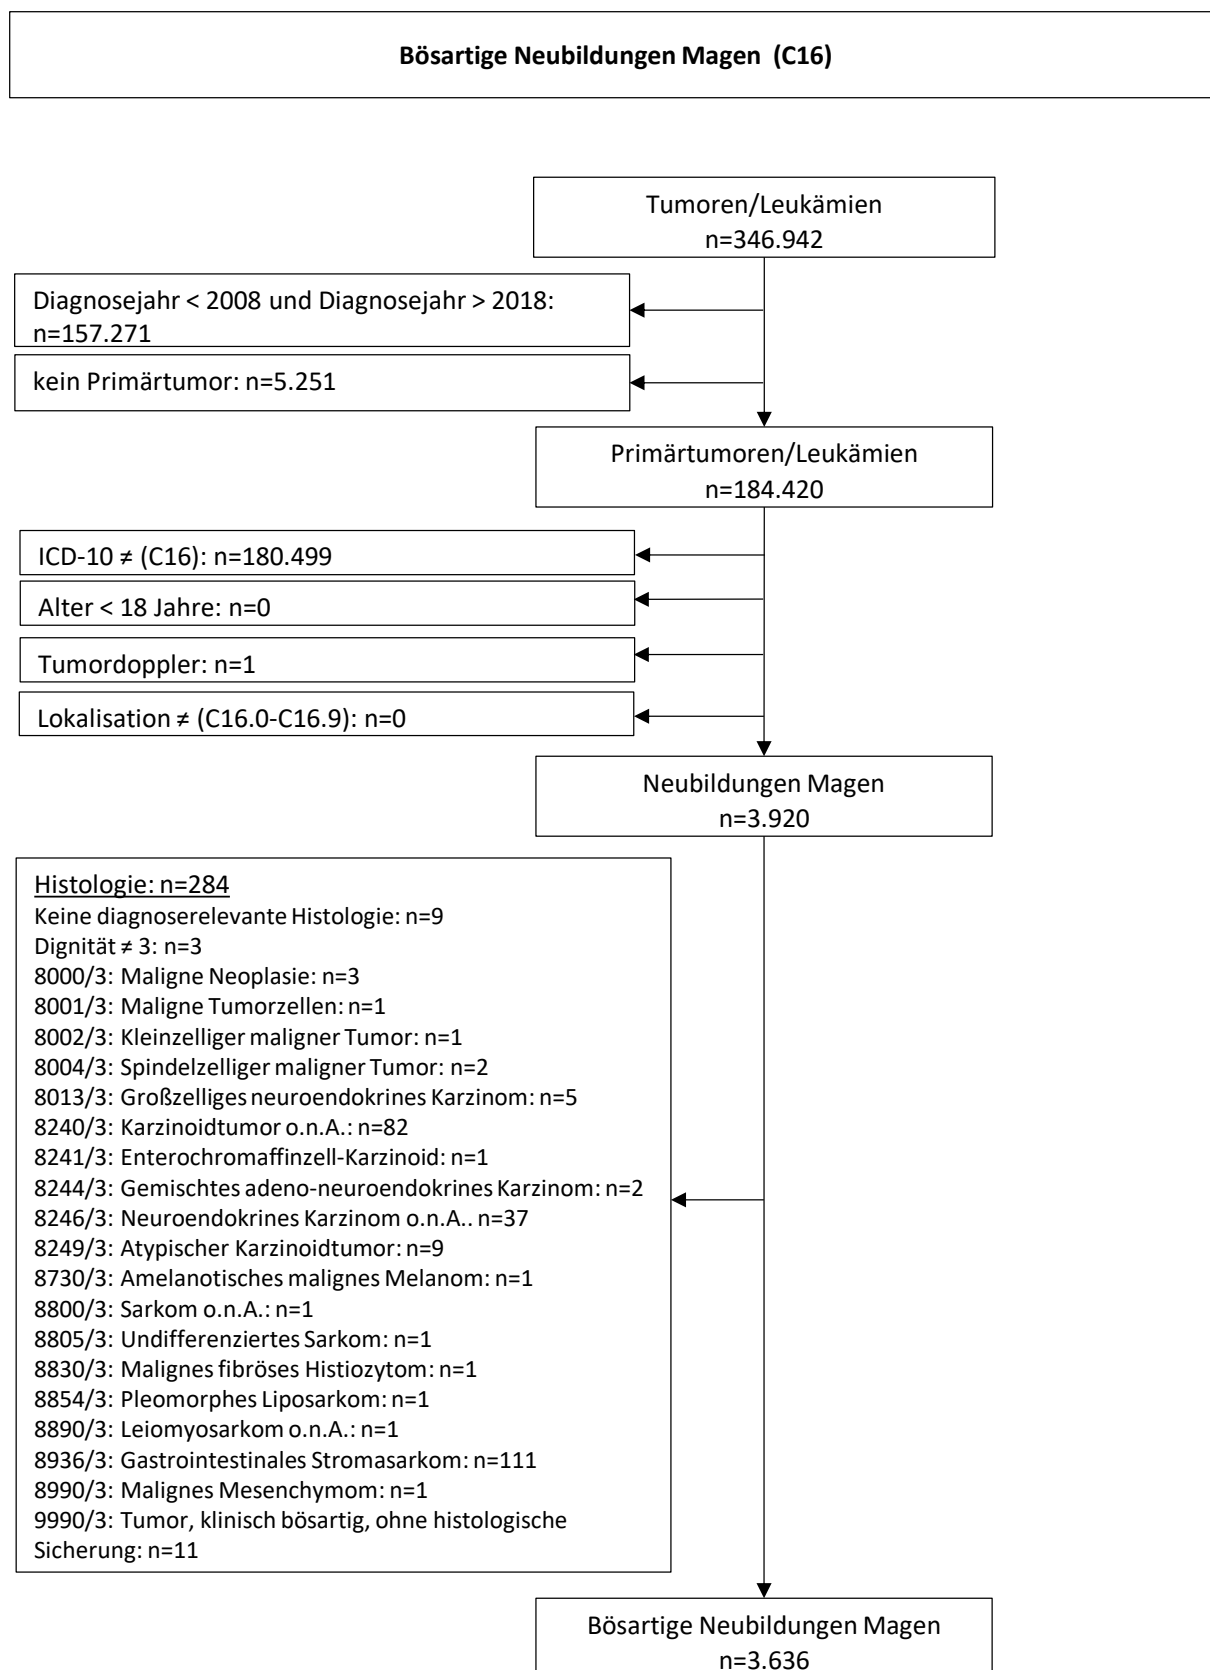 Bösartige Neubildungen Magen (C16)
Tumoren/Leukämien
n=346.942
Diagnosejahr < 2008 und Diagnosejahr > 2018:
n=157.271
kein Primärtumor: n=5.251
Primärtumoren/Leukämien
n=184.420
ICD-10 ≠ (C16): n=180.499
Alter < 18 Jahre: n=0
Tumordoppler: n=1
Lokalisation ≠ (C16.0-C16.9): n=0
Neubildungen Magen
n=3.920
Histologie: n=284
Keine diagnoserelevante Histologie: n=9
Dignität ≠ 3: n=3
8000/3: Maligne Neoplasie: n=3
8001/3: Maligne Tumorzellen: n=1
8002/3: Kleinzelliger maligner Tumor: n=1
8004/3: Spindelzelliger maligner Tumor: n=2
8013/3: Großzelliges neuroendokrines Karzinom: n=5
8240/3: Karzinoidtumor o.n.A.: n=82
8241/3: Enterochromaffinzell-Karzinoid: n=1
8244/3: Gemischtes adeno-neuroendokrines Karzinom: n=2
8246/3: Neuroendokrines Karzinom o.n.A.. n=37
8249/3: Atypischer Karzinoidtumor: n=9
8730/3: Amelanotisches malignes Melanom: n=1
8800/3: Sarkom o.n.A.: n=1
8805/3: Undifferenziertes Sarkom: n=1
8830/3: Malignes fibröses Histiozytom: n=1
8854/3: Pleomorphes Liposarkom: n=1
8890/3: Leiomyosarkom o.n.A.: n=1
8936/3: Gastrointestinales Stromasarkom: n=111
8990/3: Malignes Mesenchymom: n=1
9990/3: Tumor, klinisch bösartig, ohne histologische
Sicherung: n=11
Bösartige Neubildungen Magen
n=3.636